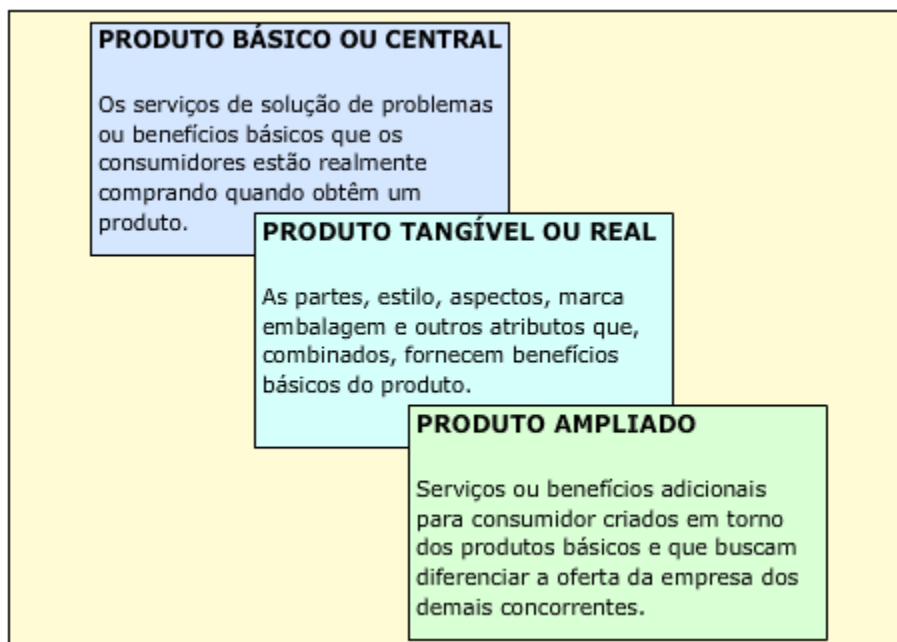 PRODUTO BÁSICO OU CENTRAL
Os serviços de solução de problemas
ou benefícios básicos que os
consumidores estão realmente
comprando quando obtêm um
produto.
PRODUTO TANGÍVEL OU REAL
As partes, estilo, aspectos, marca
embalagem e outros atributos que,
combinados, fornecem benefícios
básicos do produto.
PRODUTO AMPLIADO
Serviços ou benefícios adicionais
para consumidor criados em torno
dos produtos básicos e que buscam
diferenciar a oferta da empresa dos
demais concorrentes.